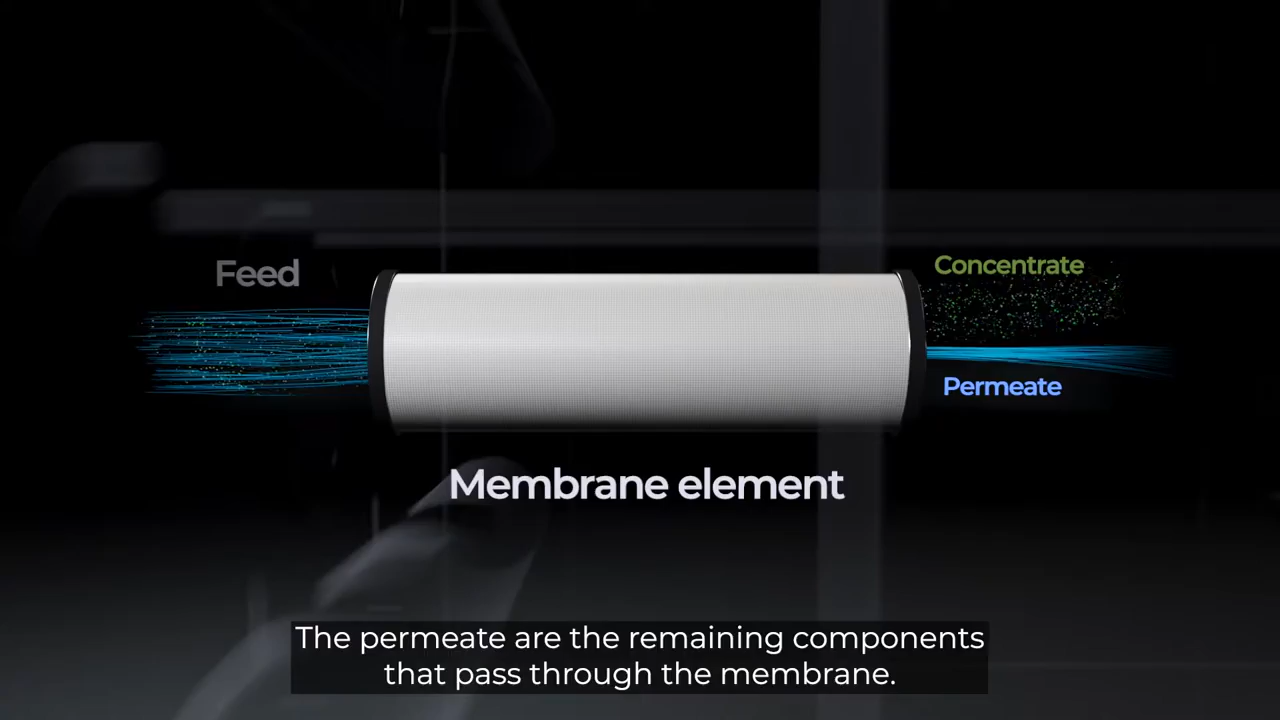 Feed
Concentrate
Permeate
Membrane element
The permeate are the remaining components
that pass through the membrane.